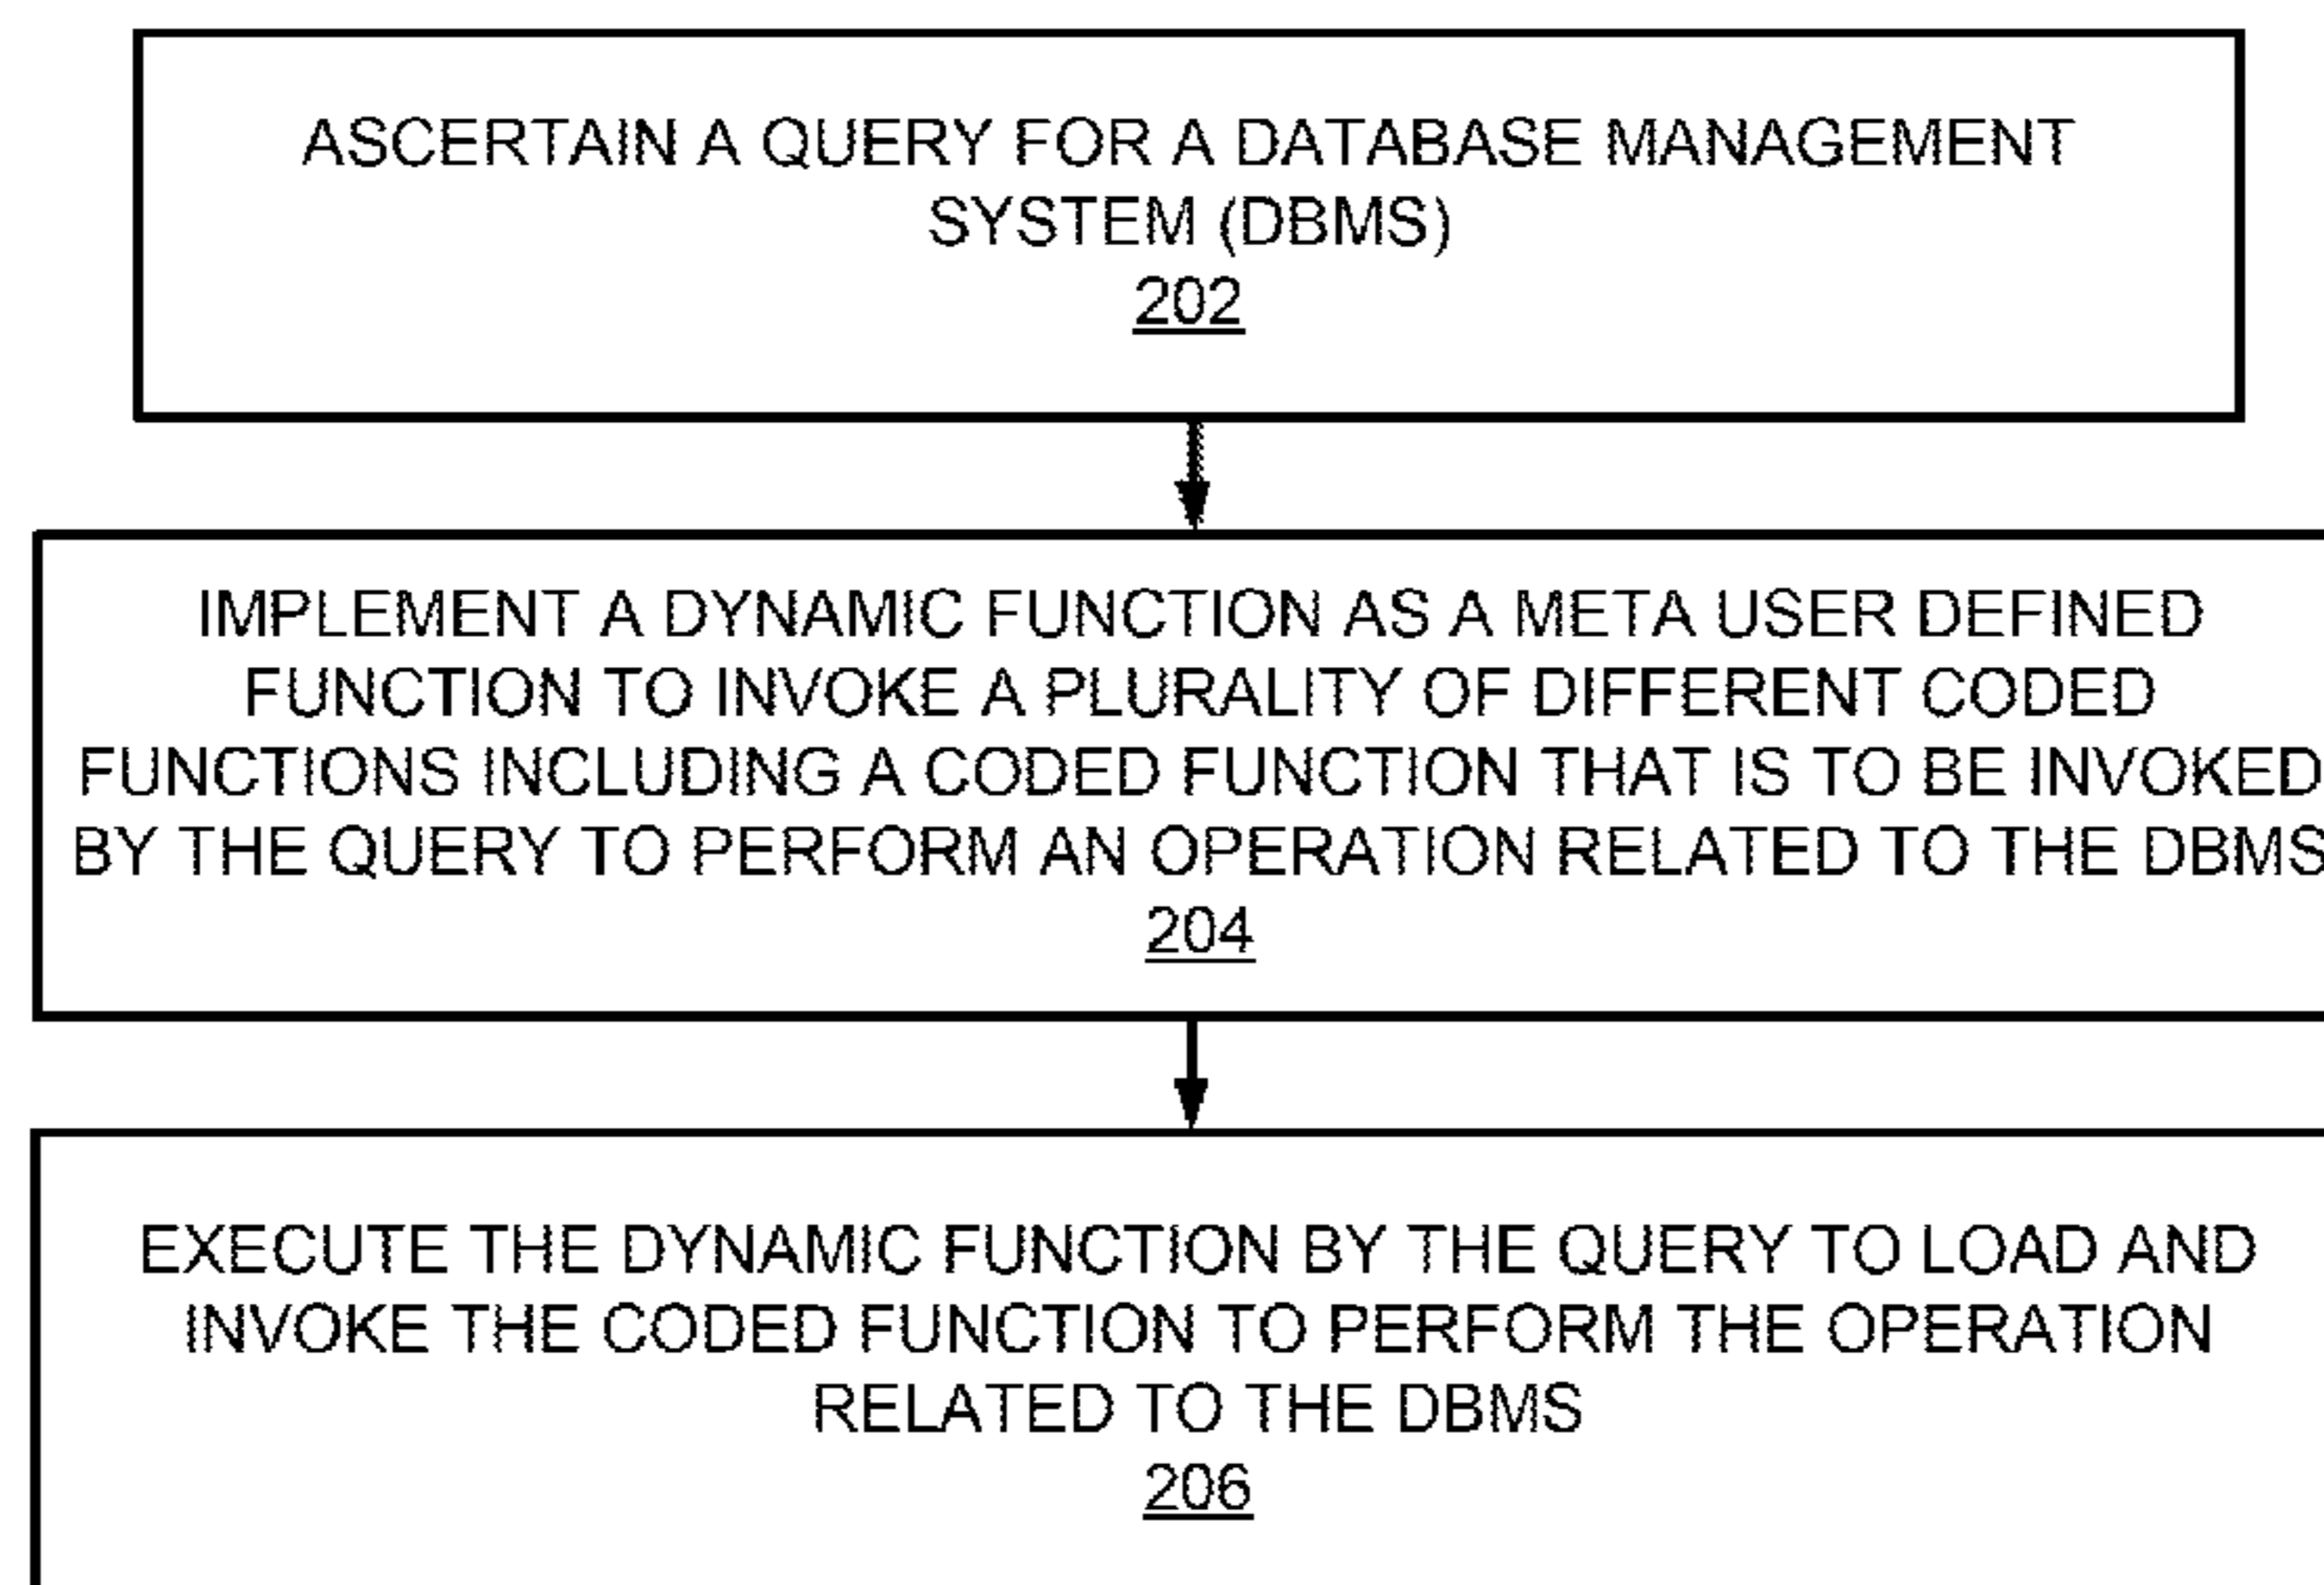 ASCERTAIN A QUERY FOR A DATABASE MANAGEMENT
SYSTEM (DBMS)
202
IMPLEMENT A DYNAMIC FUNCTION AS A META USER DEFINED
FUNCTION TO INVOKE A PLURALITY OF DIFFERENT CODED
FUNCTIONS INCLUDING A CODED FUNCTION THAT IS TO BE INVOKED
BY THE QUERY TO PERFORM AN OPERATION RELATED TO THE DBMS
204
EXECUTE THE DYNAMIC FUNCTION BY THE QUERY TO LOAD AND
INVOKE THE CODED FUNCTION TO PERFORM THE OPERATION
RELATED TO THE DBMS
206